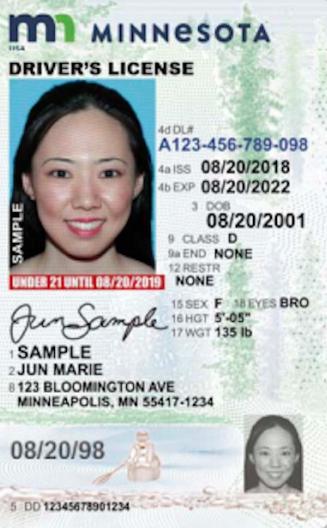 mn MINNESOTA
USA
DRIVER'S LICENSE
4d DL#
A123-456-789-098
4a ISS 08/20/2018
4b EXP 08/20/2022
3 DOB
08/20/2001
9 CLASS D
9a END NONE
12 RESTR
NONE
SAMPLE
UNDER 21 UNTIL 08/20/2019
15 SEX F 18 EYES BRO
16 HGT 5'-05"
17 WGT 135 lb
Jun Sample
1 SAMPLE
2 JUN MARIE
8 123 BLOOMINGTON AVE
MINNEAPOLIS, MN 55417-1234
08/20/98
5 DD 12345678901234